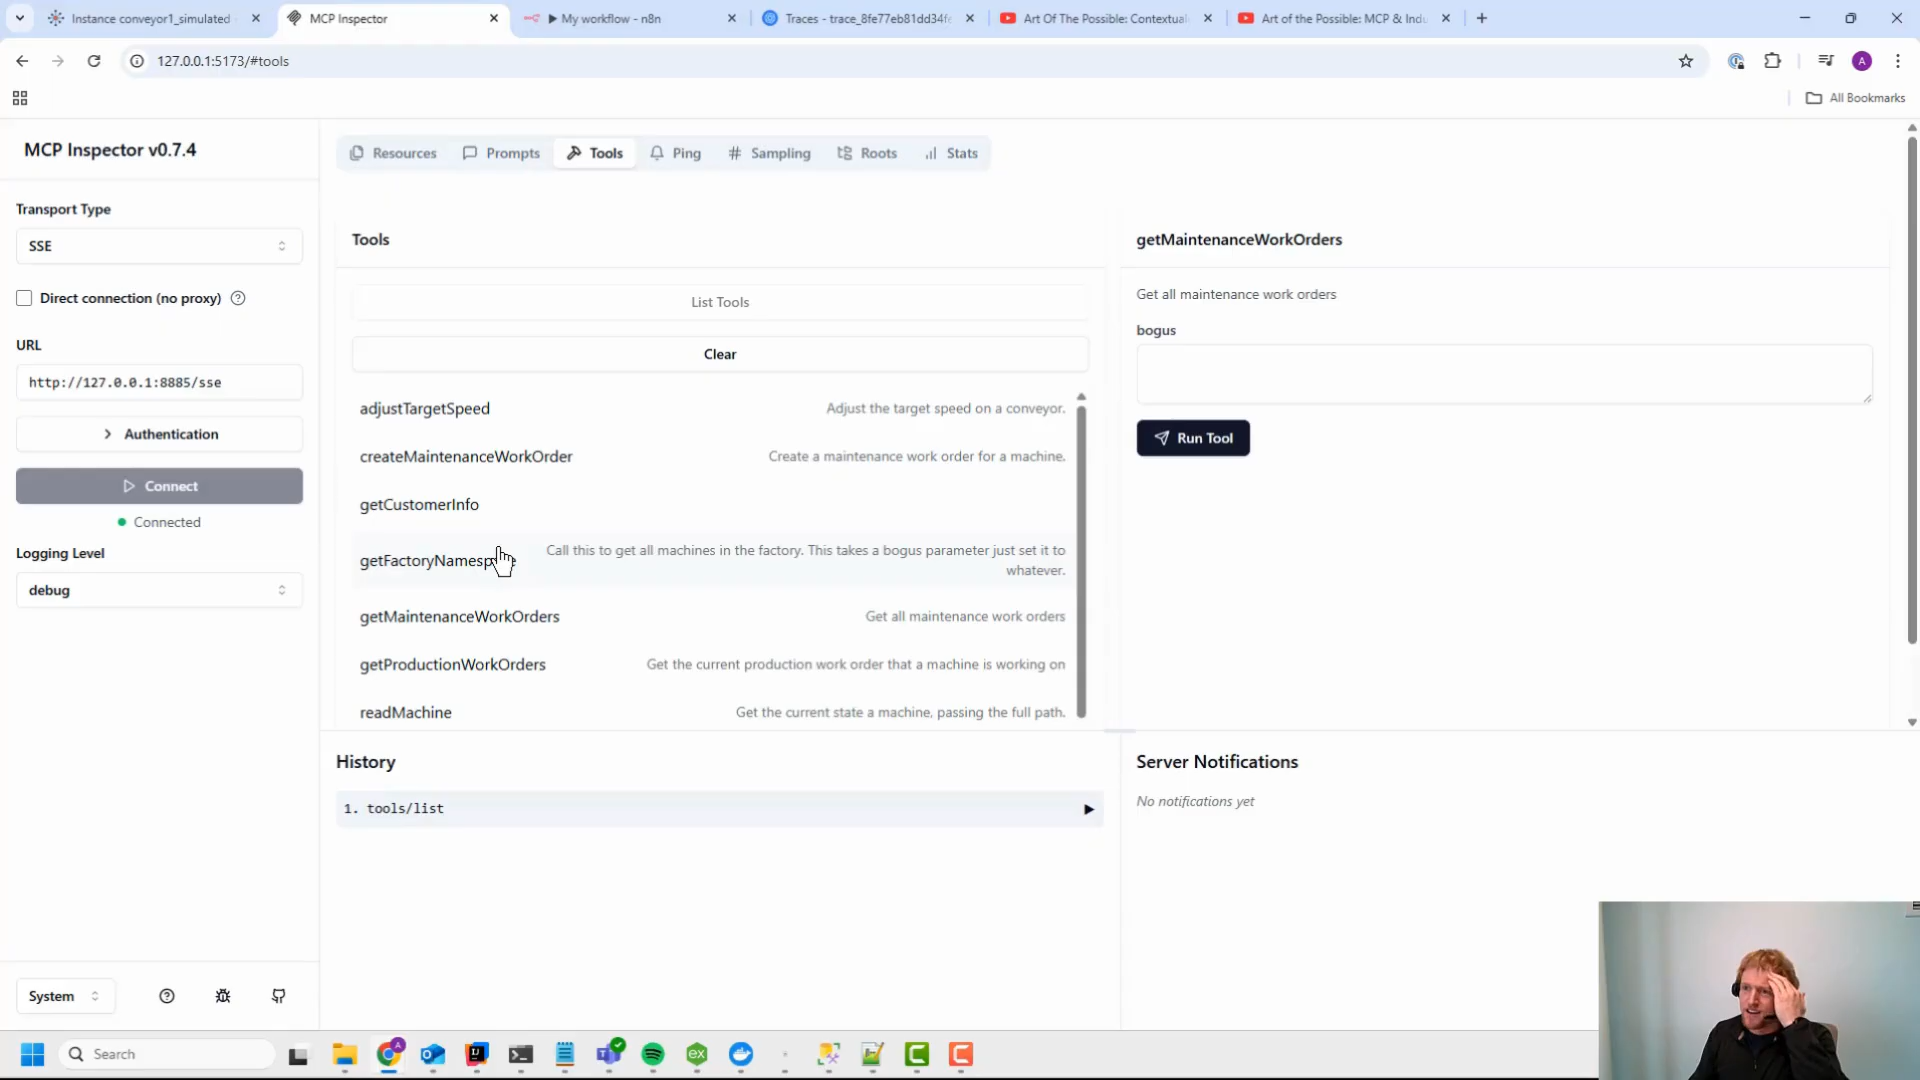 Instance conveyor1_simulated
MCP Inspector
▶ My workflow - n8n
Traces - trace_8fe77eb81dd34fe
Art Of The Possible: Contextual
Art of the Possible: MCP & Indu
127.0.0.1:5173/#tools
All Bookmarks
MCP Inspector v0.7.4
Resources
Prompts
Tools
Ping
Sampling
Roots
Stats
Transport Type
SSE
Direct connection (no proxy)
URL
http://127.0.0.1:8885/sse
Authentication
Connect
Connected
Logging Level
debug
System
Tools
List Tools
Clear
adjustTargetSpeed
Adjust the target speed on a conveyor.
createMaintenanceWorkOrder
Create a maintenance work order for a machine.
getCustomerInfo
Call this to get all machines in the factory. This takes a bogus parameter just set it to
whatever.
getMaintenanceWorkOrders
Get all maintenance work orders
getProductionWorkOrders
Get the current production work order that a machine is working on
readMachine
Get the current state a machine, passing the full path.
getMaintenanceWorkOrders
Get all maintenance work orders
bogus
Run Tool
History
1. tools/list
Server Notifications
No notifications yet
Search